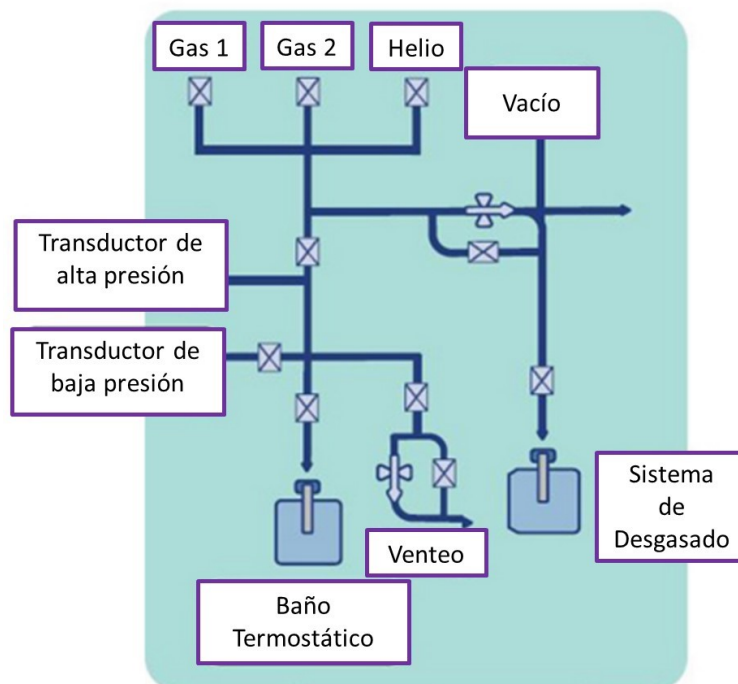 Gas 1
Gas 2
Helio
Vacío
Transductor de
alta presión
Transductor de
baja presión
Sistema
de
Desgasado
Venteo
Baño
Termostático